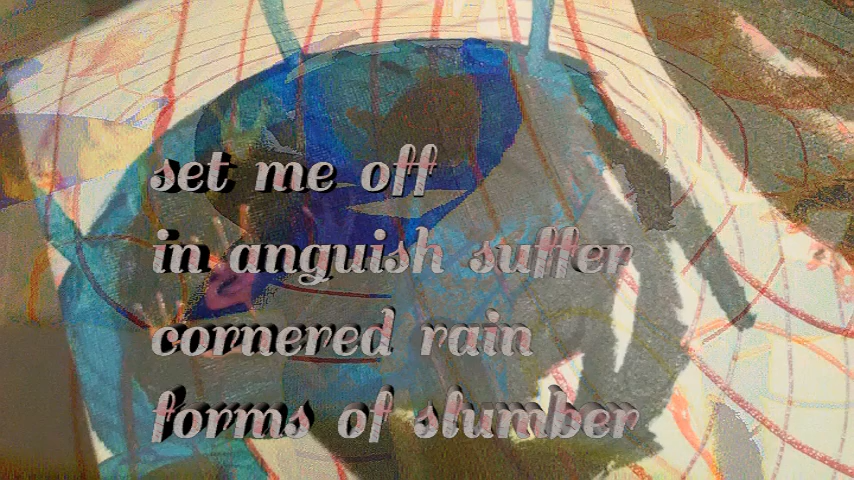 set me off
in anguish suffer
cornered rain
forms of slumber